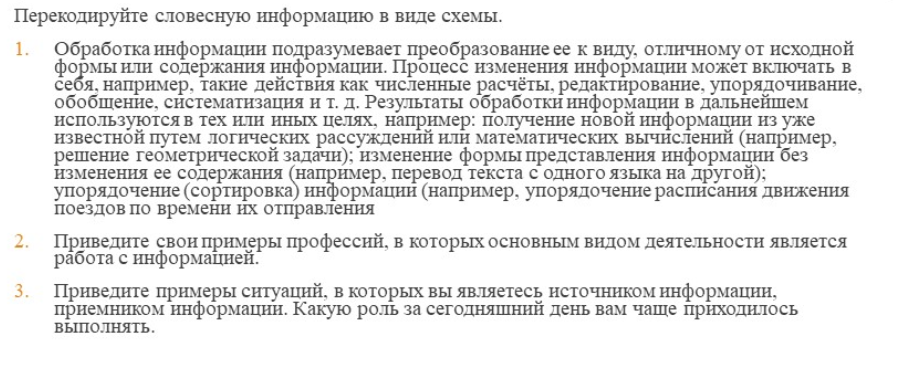 Перекодируйте словесную информацию в виде схемы.
1. Обработка информации подразумевает преобразование ее к виду, отличному от исходной
формы или содержания информации. Процесс изменения информации может включать в
себя, например, такие действия как численные расчёты, редактирование, упорядочивание,
обобщение, систематизация и т. д. Результаты обработки информации в дальнейшем
используются в тех или иных целях, например: получение новой информации из уже
известной путем логических рассуждений или математических вычислений (например,
решение геометрической задачи); изменение формы представления информации без
изменения ее содержания (например, перевод текста с одного языка на другой);
упорядочение (сортировка) информации (например, упорядочение расписания движения
поездов по времени их отправления
2. Приведите свои примеры профессий, в которых основным видом деятельности является
работа с информацией.
3. Приведите примеры ситуаций, в которых вы являетесь источником информации,
приемником информации. Какую роль за сегодняшний день вам чаще приходилось
выполнять.